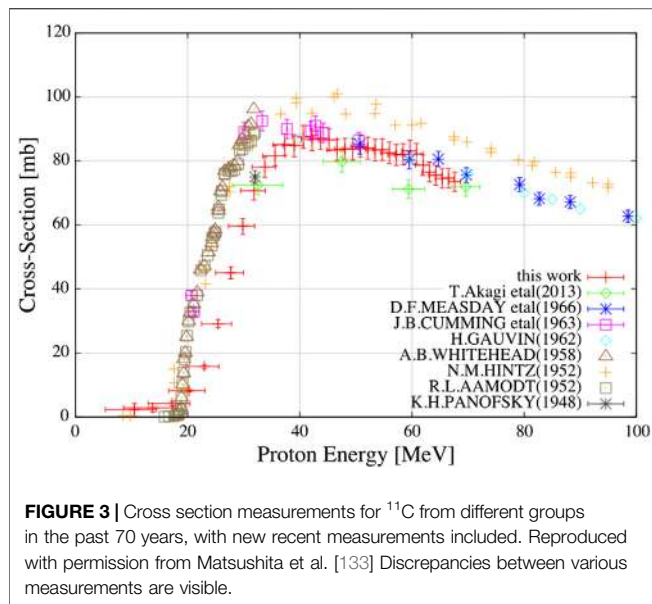 Cross-Section [mb]
120
100
80
60
40
20
0
this work
T.Akagi etal(2013)
D.F.MEASDAY etal(1966)
J.B.CUMMING etal(1963)
H.GAUVIN(1962)
A.B.WHITEHEAD(1958)
N.M.HINTZ(1952)
R.L.AAMODT(1952)
K.H.PANOFSKY(1948)
0 20 40 60 80 100
Proton Energy [MeV]
FIGURE 3 | Cross section measurements for ¹¹C from different groups
in the past 70 years, with new recent measurements included. Reproduced
with permission from Matsushita et al. [133] Discrepancies between various
measurements are visible.